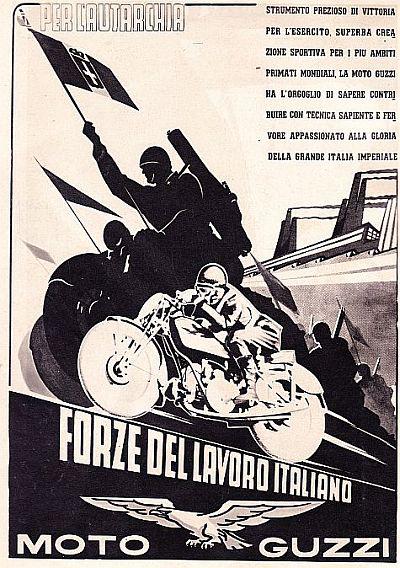 PER L'AUTARCHIA
STRUMENTO PREZIOSO DI VITTORIA
PER L'ESERCITO, SUPERBA CREA
ZIONE SPORTIVA PER I PIU AMBITI
PRIMATI MONDIALI, LA MOTO GUZZI
HA L'ORGOGLIO DI SAPERE CONTRI
BUIRE CON TECNICA SAPIENTE E FER
VORE APPASSIONATO ALLA GLORIA
DELLA GRANDE ITALIA IMPERIALE
FORZE DEL LAVORO ITALIANO
MOTO GUZZI